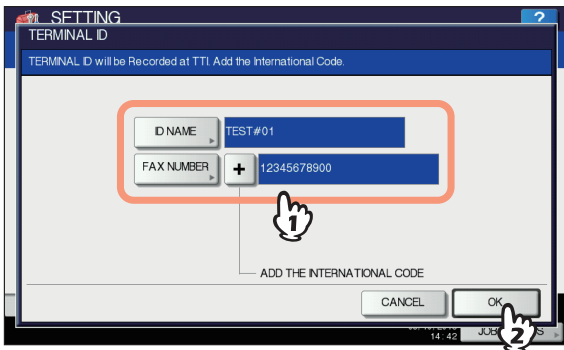 SETTING
?
TERMINAL ID
TERMINAL ID will be Recorded at TTI. Add the International Code.
ID NAME TEST#01
FAX NUMBER + 12345678900
1
ADD THE INTERNATIONAL CODE
CANCEL OK
2
14:42